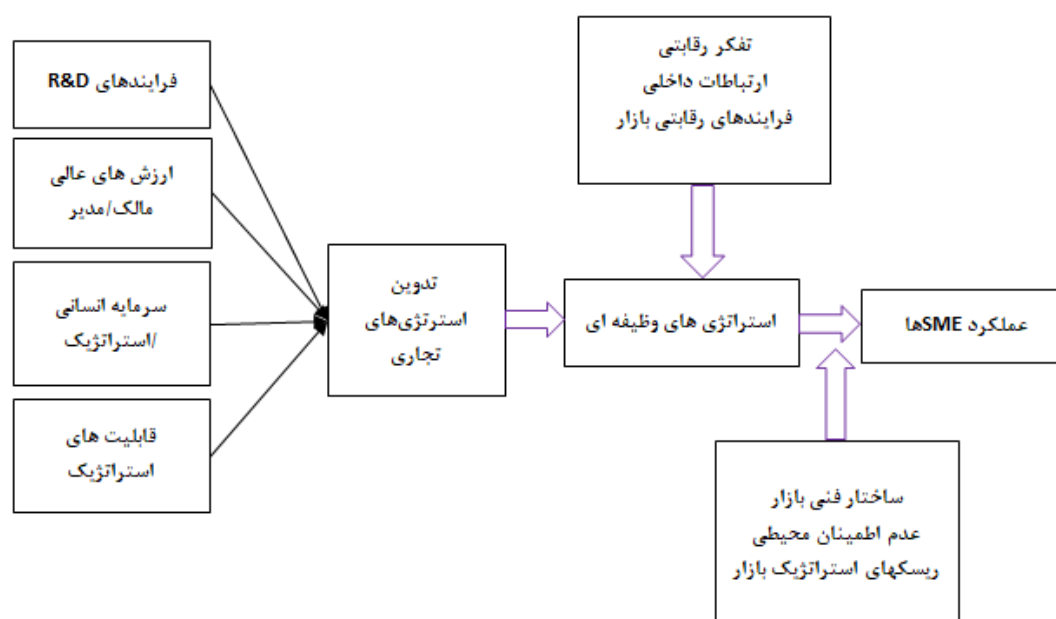 فرایندهای R&D
ارزش های عالی
مالک/مدیر
سرمایه انسانی
/استراتژیک
قابلیت های
استراتژیک
تدوین
استرتژی‌های
تجاری
تفکر رقابتی
ارتباطات داخلی
فرایندهای رقابتی بازار
استراتژی های وظیفه ای
عملکرد SMEها
ساختار فنی بازار
عدم اطمینان محیطی
ریسکهای استراتژیک بازار